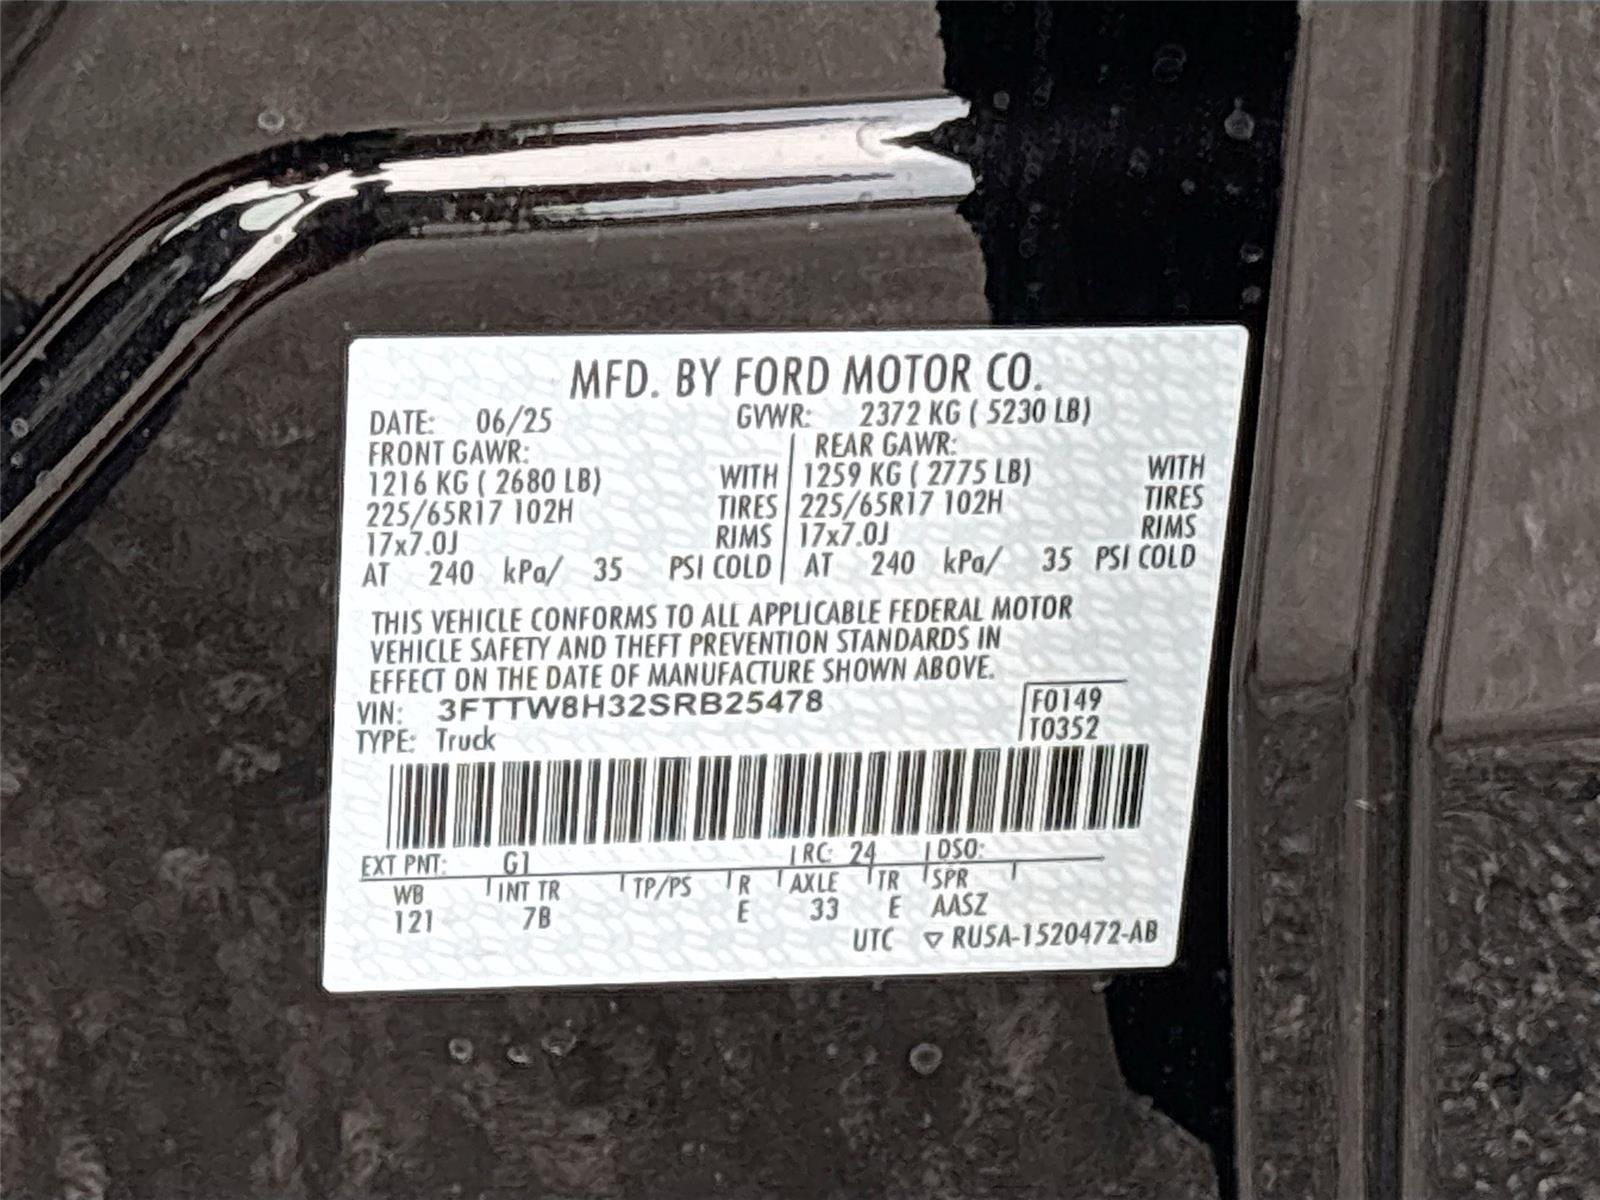 MFD. BY FORD MOTOR CO.
DATE: 06/25 GVWR: 2372 KG ( 5230 LB)
FRONT GAWR: REAR GAWR:
1216 KG ( 2680 LB) WITH 1259 KG ( 2775 LB) WITH
225/65R17 102H TIRES 225/65R17 102H TIRES
17x7.0J RIMS 17x7.0J RIMS
AT 240 kPa/ 35 PSI COLD AT 240 kPa/ 35 PSI COLD
THIS VEHICLE CONFORMS TO ALL APPLICABLE FEDERAL MOTOR
VEHICLE SAFETY AND THEFT PREVENTION STANDARDS IN
EFFECT ON THE DATE OF MANUFACTURE SHOWN ABOVE.
VIN: 3FTTW8H32SRB25478 F0149
TYPE: Truck T0352
EXT PNT: G1 RC: 24 DSO:
WB INT TR TP/PS R AXLE TR SPR
121 7B E 33 E AASZ
UTC ▽ RU5A-1520472-AB